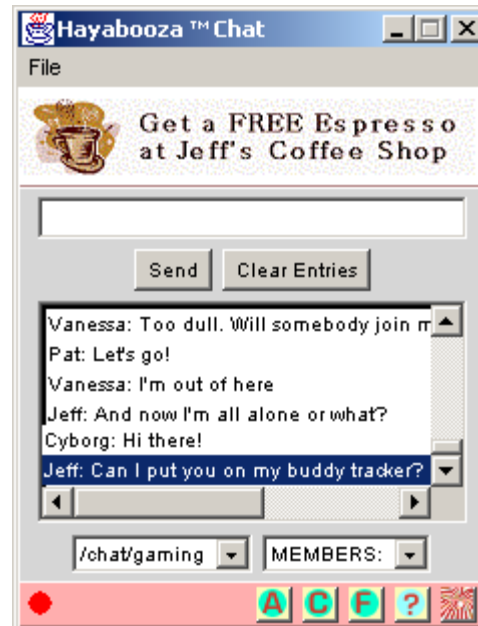 Hayabooza ™ Chat
File
Get a FREE Espresso
at Jeff's Coffee Shop
Send Clear Entries
Vanessa: Too dull. Will somebody join
Pat: Let's go!
Vanessa: I'm out of here
Jeff: And now I'm all alone or what?
Cyborg: Hi there!
Jeff: Can I put you on my buddy tracker?
/chat/gaming MEMBERS:
A C F ?